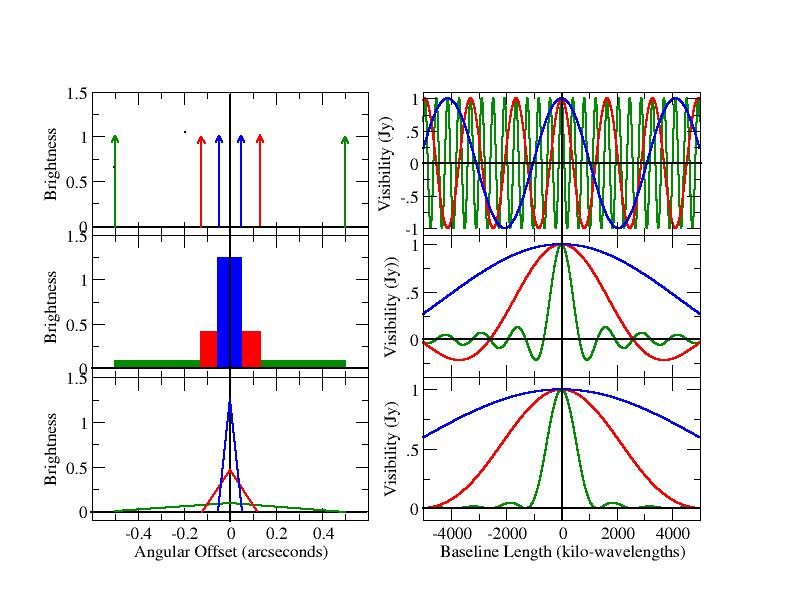 1.5
1
0.5
0
Brightness
1
.5
0
-.5
-1
Visibility (Jy)
1.5
1
0.5
0
Brightness
1
.5
0
Visibility (Jy))
1.5
1
0.5
0
Brightness
1
.5
0
Visibility (Jy)
-0.4 -0.2 0 0.2 0.4
Angular Offset (arcseconds)
-4000 -2000 0 2000 4000
Baseline Length (kilo-wavelengths)